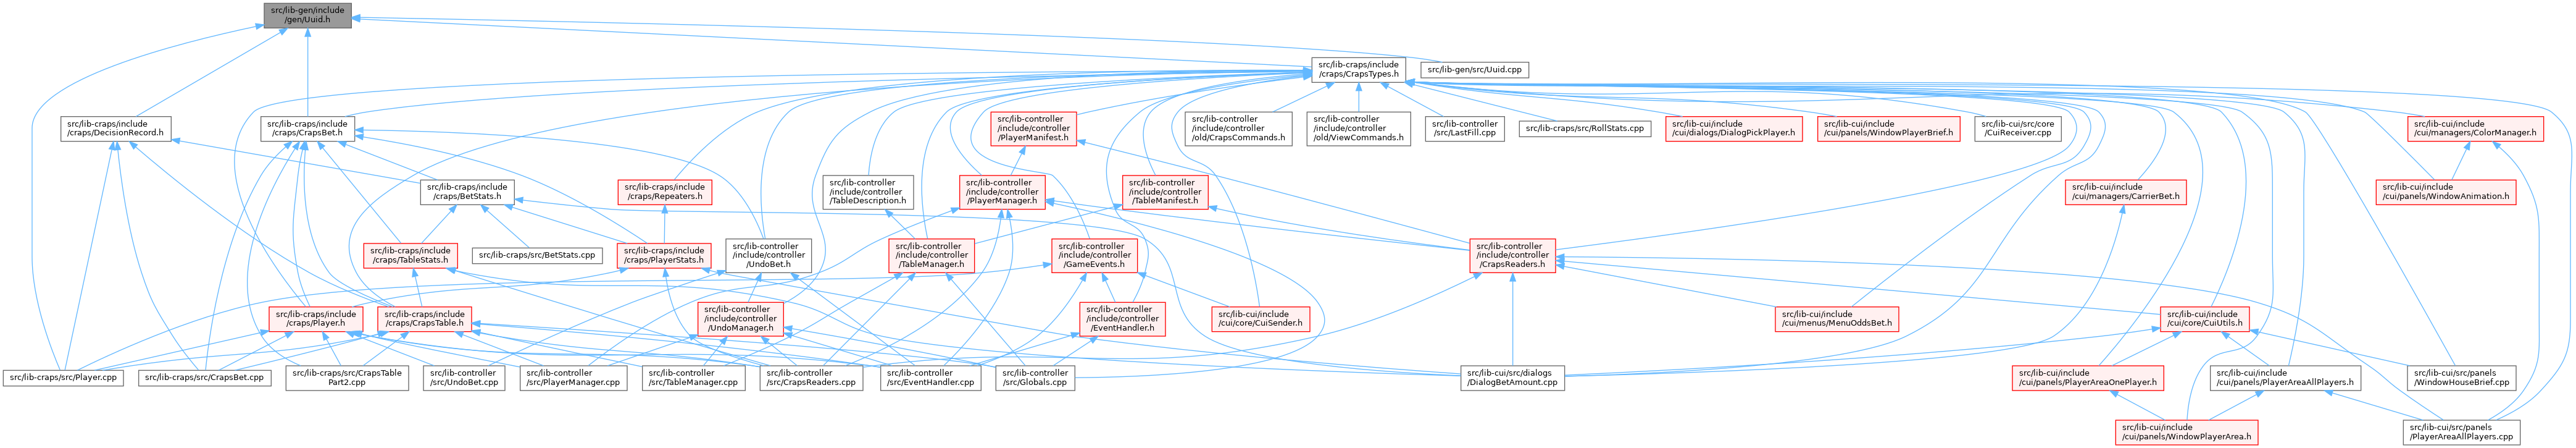 src/lib-gen/include
/gen/Uuid.h
src/lib-craps/include
/craps/CrapsTypes.h
src/lib-gen/src/Uuid.cpp
src/lib-craps/include
/craps/DecisionRecord.h
src/lib-craps/include
/craps/CrapsBet.h
src/lib-controller
/include/controller
/PlayerManifest.h
src/lib-controller
/include/controller
/old/CrapsCommands.h
src/lib-controller
/include/controller
/old/ViewCommands.h
src/lib-controller
/src/LastFill.cpp
src/lib-craps/src/RollStats.cpp
src/lib-cui/include
/cui/dialogs/DialogPickPlayer.h
src/lib-cui/include
/cui/panels/WindowPlayerBrief.h
src/lib-cui/src/core
/CuiReceiver.cpp
src/lib-cui/include
/cui/managers/ColorManager.h
src/lib-craps/include
/craps/BetStats.h
src/lib-craps/include
/craps/Repeaters.h
src/lib-controller
/include/controller
/TableDescription.h
src/lib-controller
/include/controller
/PlayerManager.h
src/lib-controller
/include/controller
/TableManifest.h
src/lib-cui/include
/cui/managers/CarrierBet.h
src/lib-cui/include
/cui/panels/WindowAnimation.h
src/lib-craps/include
/craps/TableStats.h
src/lib-craps/src/BetStats.cpp
src/lib-craps/include
/craps/PlayerStats.h
src/lib-controller
/include/controller
/UndoBet.h
src/lib-controller
/include/controller
/TableManager.h
src/lib-controller
/include/controller
/GameEvents.h
src/lib-controller
/include/controller
/CrapsReaders.h
src/lib-craps/include
/craps/Player.h
src/lib-craps/include
/craps/CrapsTable.h
src/lib-controller
/include/controller
/UndoManager.h
src/lib-controller
/include/controller
/EventHandler.h
src/lib-cui/include
/cui/core/CuiSender.h
src/lib-cui/include
/cui/menus/MenuOddsBet.h
src/lib-cui/include
/cui/core/CuiUtils.h
src/lib-craps/src/Player.cpp
src/lib-craps/src/CrapsBet.cpp
src/lib-craps/src/CrapsTable
Part2.cpp
src/lib-controller
/src/UndoBet.cpp
src/lib-controller
/src/PlayerManager.cpp
src/lib-controller
/src/TableManager.cpp
src/lib-controller
/src/CrapsReaders.cpp
src/lib-controller
/src/EventHandler.cpp
src/lib-controller
/src/Globals.cpp
src/lib-cui/src/dialogs
/DialogBetAmount.cpp
src/lib-cui/include
/cui/panels/PlayerAreaOnePlayer.h
src/lib-cui/include
/cui/panels/PlayerAreaAllPlayers.h
src/lib-cui/src/panels
/WindowHouseBrief.cpp
src/lib-cui/include
/cui/panels/WindowPlayerArea.h
src/lib-cui/src/panels
/PlayerAreaAllPlayers.cpp